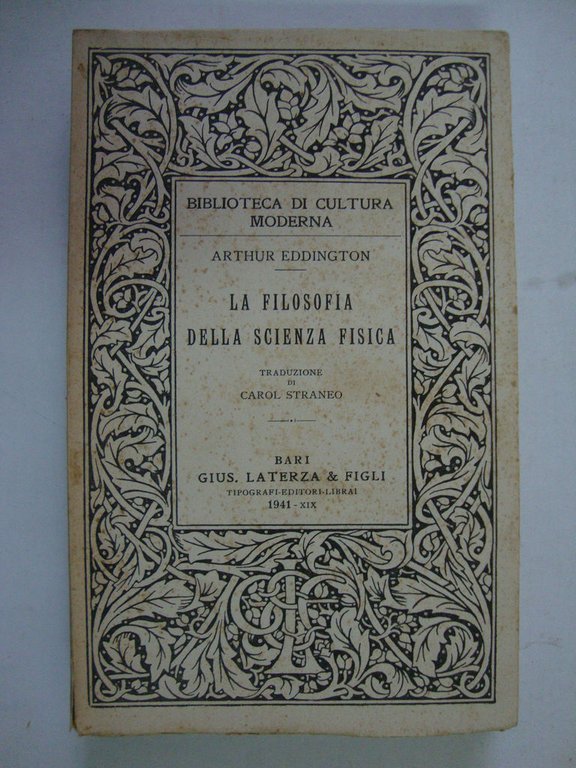 BIBLIOTECA DI CULTURA
MODERNA
ARTHUR EDDINGTON
LA FILOSOFIA
DELLA SCIENZA FISICA
TRADUZIONE
DI
CAROL STRANEO
BARI
GIUS. LATERZA & FIGLI
TIPOGRAFI-EDITORI-LIBRAI
1941 - XIX